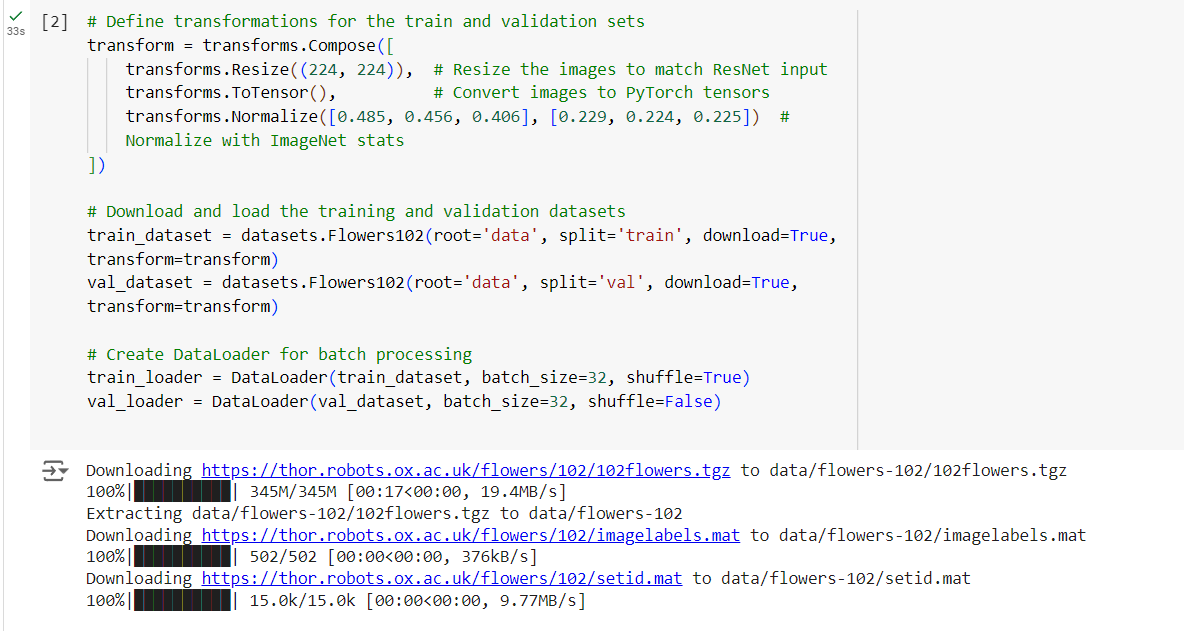 [2] # Define transformations for the train and validation sets
33s
transform = transforms.Compose([
transforms.Resize((224, 224)),  # Resize the images to match ResNet input
transforms.ToTensor(),          # Convert images to PyTorch tensors
transforms.Normalize([0.485, 0.456, 0.406], [0.229, 0.224, 0.225])  #
Normalize with ImageNet stats
])
# Download and load the training and validation datasets
train_dataset = datasets.Flowers102(root='data', split='train', download=True,
transform=transform)
val_dataset = datasets.Flowers102(root='data', split='val', download=True,
transform=transform)
# Create DataLoader for batch processing
train_loader = DataLoader(train_dataset, batch_size=32, shuffle=True)
val_loader = DataLoader(val_dataset, batch_size=32, shuffle=False)
Downloading https://thor.robots.ox.ac.uk/flowers/102/102flowers.tgz to data/flowers-102/102flowers.tgz
100%|██████████| 345M/345M [00:17<00:00, 19.4MB/s]
Extracting data/flowers-102/102flowers.tgz to data/flowers-102
Downloading https://thor.robots.ox.ac.uk/flowers/102/imagelabels.mat to data/flowers-102/imagelabels.mat
100%|██████████| 502/502 [00:00<00:00, 376kB/s]
Downloading https://thor.robots.ox.ac.uk/flowers/102/setid.mat to data/flowers-102/setid.mat
100%|██████████| 15.0k/15.0k [00:00<00:00, 9.77MB/s]